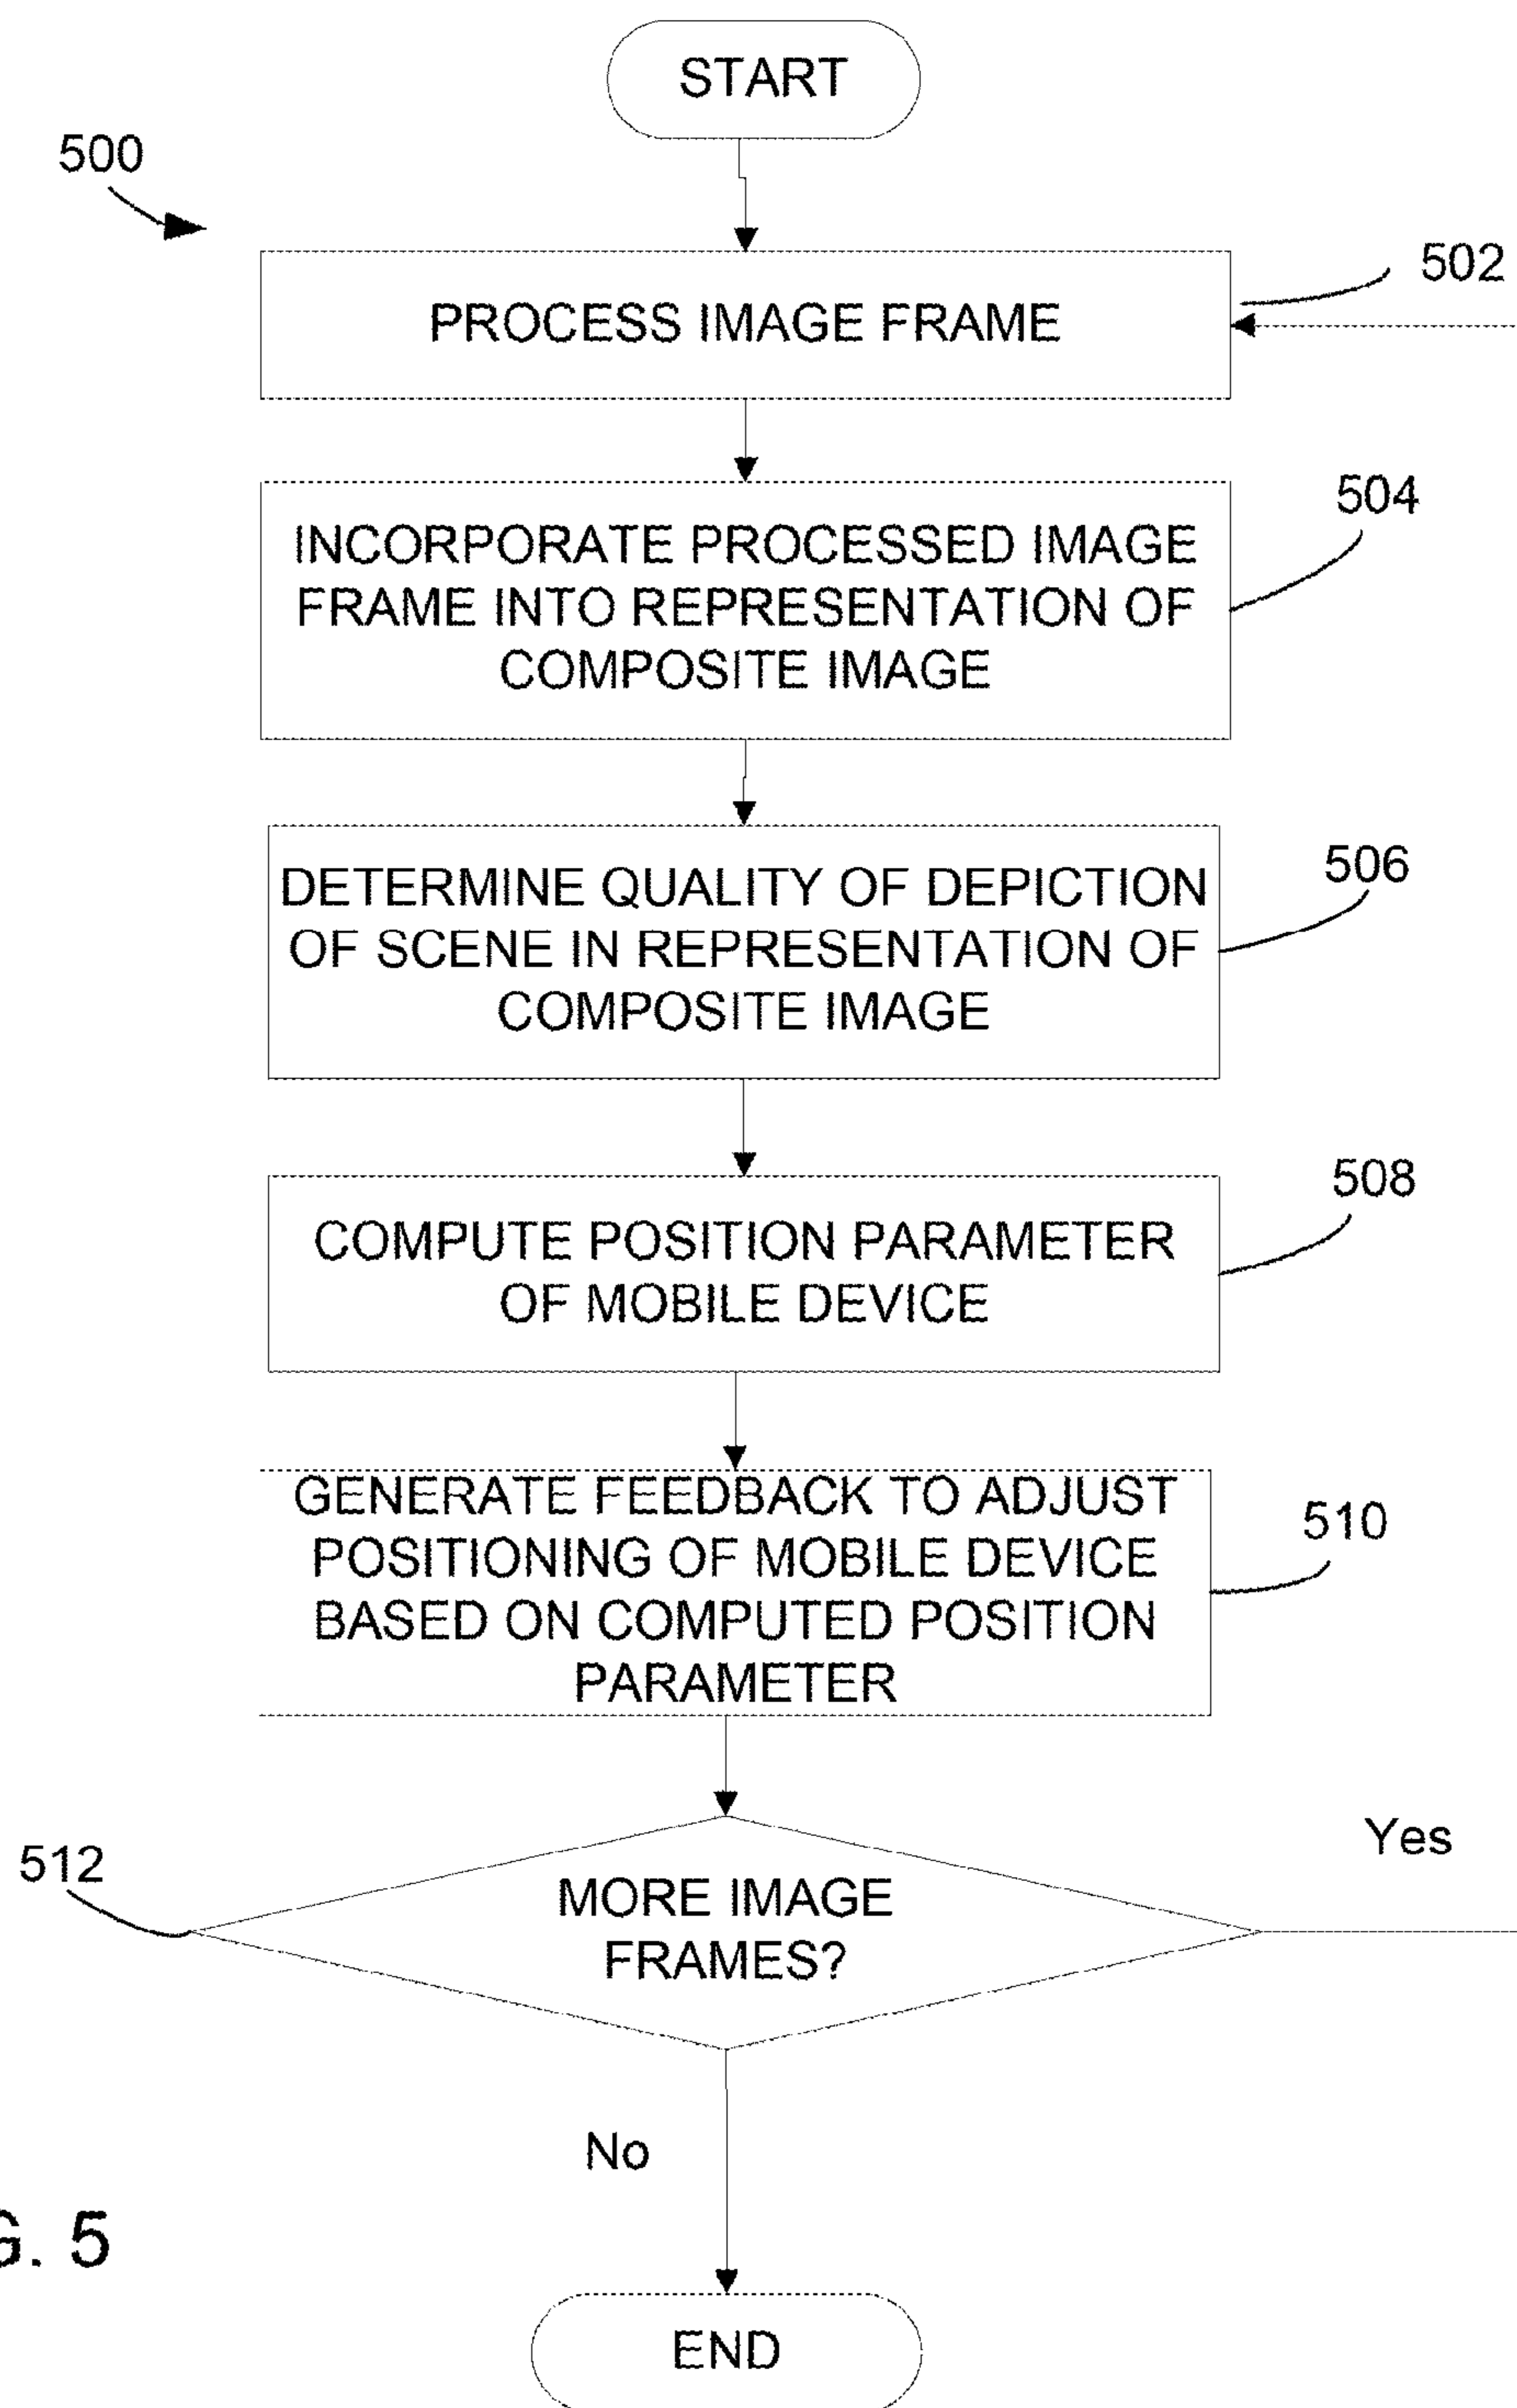 START
500
PROCESS IMAGE FRAME
502
INCORPORATE PROCESSED IMAGE
FRAME INTO REPRESENTATION OF
COMPOSITE IMAGE
504
DETERMINE QUALITY OF DEPICTION
OF SCENE IN REPRESENTATION OF
COMPOSITE IMAGE
506
COMPUTE POSITION PARAMETER
OF MOBILE DEVICE
508
GENERATE FEEDBACK TO ADJUST
POSITIONING OF MOBILE DEVICE
BASED ON COMPUTED POSITION
PARAMETER
510
512
MORE IMAGE
FRAMES?
Yes
No
G. 5
END